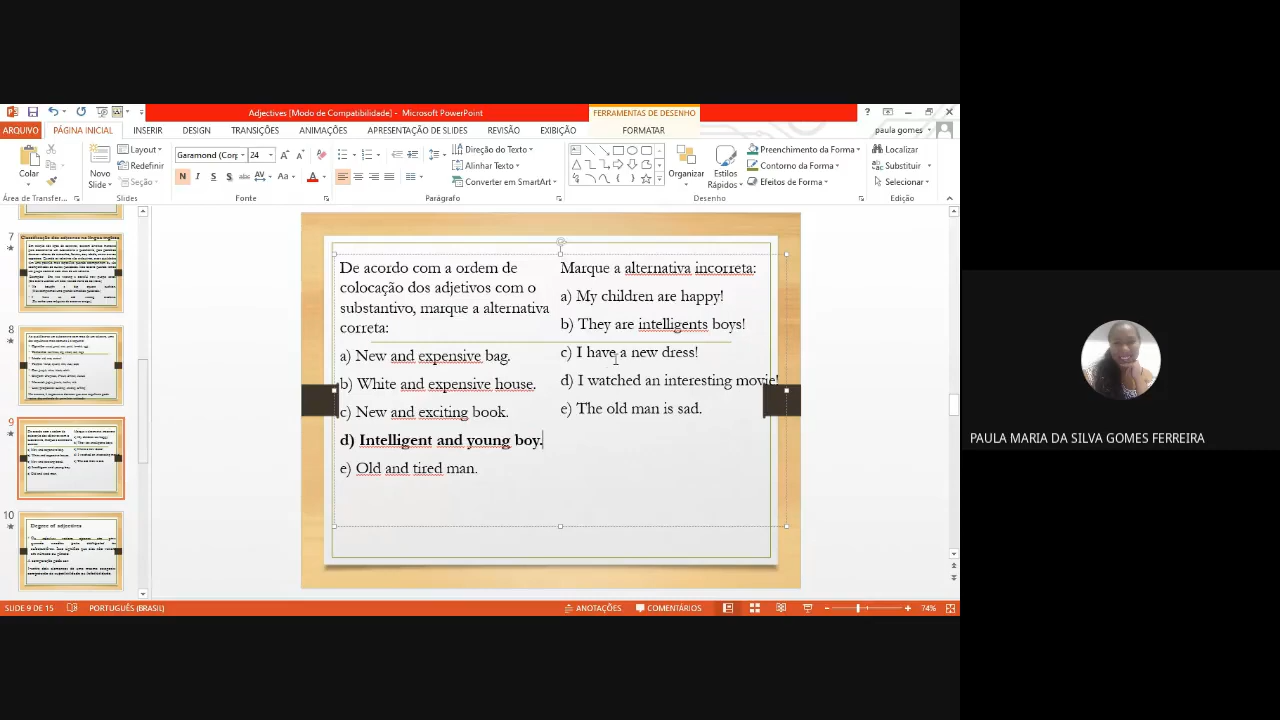 Adjectives [Modo de Compatibilidade] - Microsoft PowerPoint
FERRAMENTAS DE DESENHO
ARQUIVO PÁGINA INICIAL INSERIR DESIGN TRANSIÇÕES ANIMAÇÕES APRESENTAÇÃO DE SLIDES REVISÃO EXIBIÇÃO FORMATAR paula gomes
Colar
Área de Transfer...
Novo Slide
Layout
Redefinir
Seção
Slides
Garamond (Corp 24
N I S S abc AV Aa A
Fonte
Direção do Texto
Alinhar Texto
Converter em SmartArt
Parágrafo
Organizar
Estilos Rápidos
Preenchimento da Forma
Contorno da Forma
Efeitos de Forma
Desenho
Localizar
Substituir
Selecionar
Edição
7
8
9
10
Degree of adjectives
De acordo com a ordem de
colocação dos adjetivos com o
substantivo, marque a alternativa
correta:
a) New and expensive bag.
b) White and expensive house.
c) New and exciting book.
d) Intelligent and young boy.
e) Old and tired man.
Marque a alternativa incorreta:
a) My children are happy!
b) They are intelligents boys!
c) I have a new dress!
d) I watched an interesting movie!
e) The old man is sad.
PAULA MARIA DA SILVA GOMES FERREIRA
SLIDE 9 DE 15 PORTUGUÊS (BRASIL) ANOTAÇÕES COMENTÁRIOS 74%